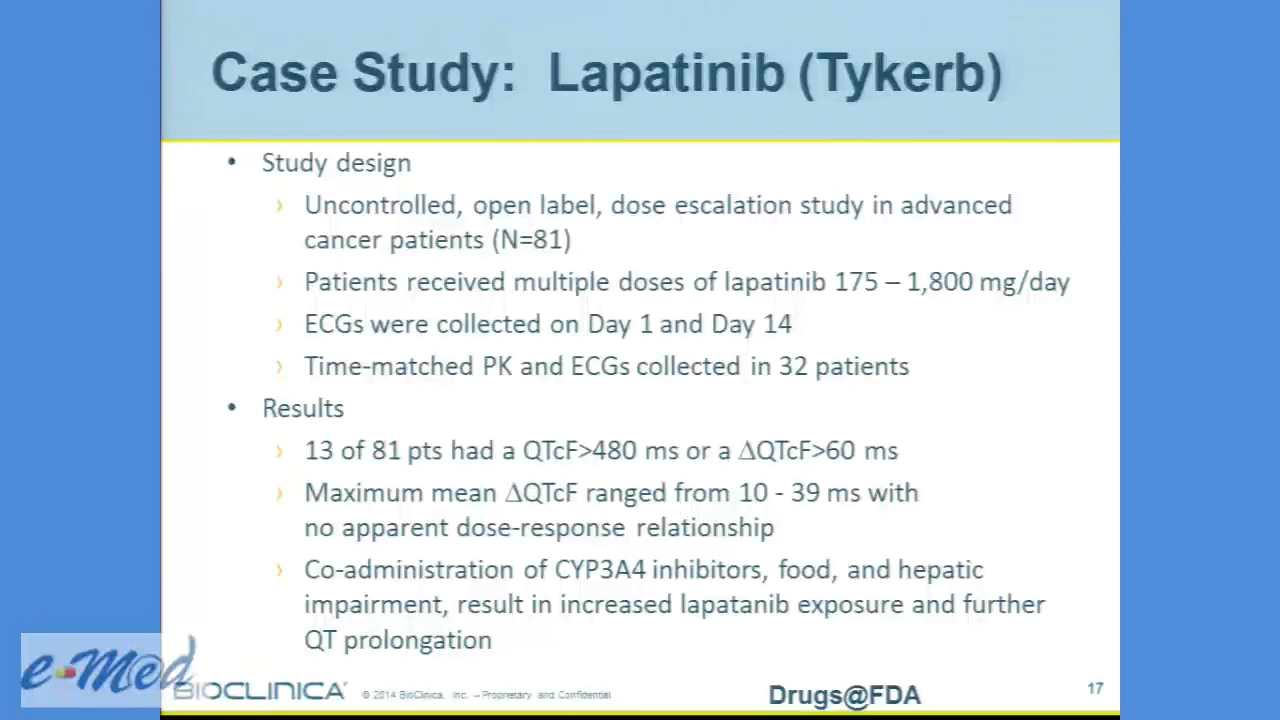 Case Study: Lapatinib (Tykerb)
• Study design
› Uncontrolled, open label, dose escalation study in advanced
cancer patients (N=81)
› Patients received multiple doses of lapatinib 175 – 1,800 mg/day
› ECGs were collected on Day 1 and Day 14
› Time-matched PK and ECGs collected in 32 patients
• Results
› 13 of 81 pts had a QTcF>480 ms or a ∆QTcF>60 ms
› Maximum mean ∆QTcF ranged from 10 - 39 ms with
no apparent dose-response relationship
› Co-administration of CYP3A4 inhibitors, food, and hepatic
impairment, result in increased lapatanib exposure and further
QT prolongation
e-Med
BIOCLINICA
© 2014 BioClinica, Inc. – Proprietary and Confidential
Drugs@FDA
17